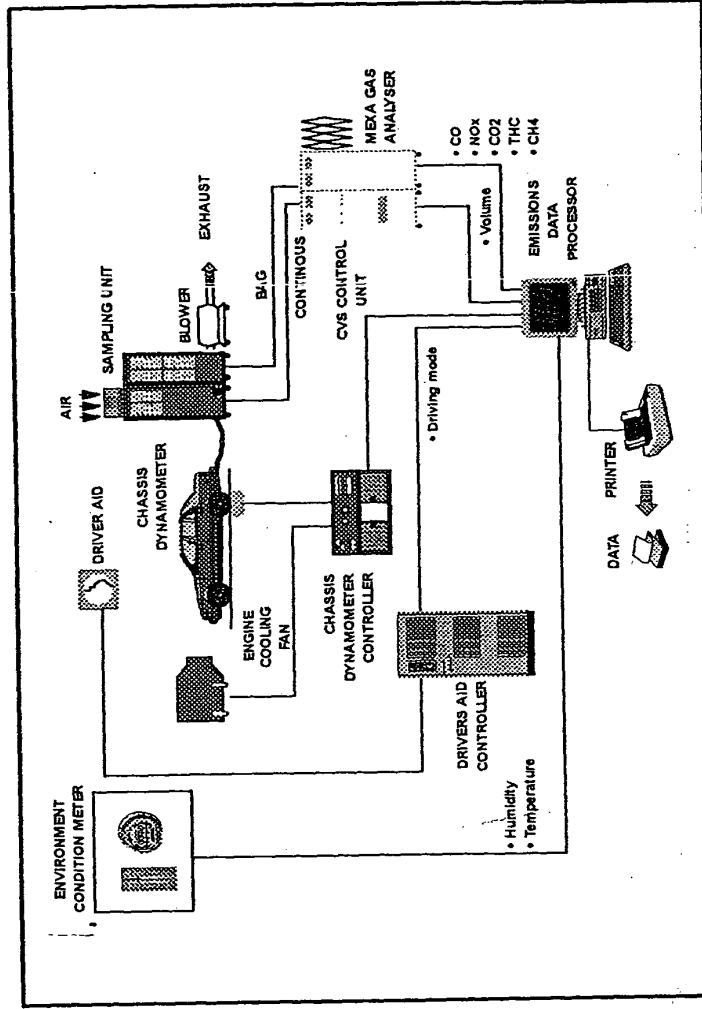 ENVIRONMENT
CONDITION METER
DRIVER AID
AIR
SAMPLING UNIT
CHASSIS
DYNAMOMETER
BLOWER
EXHAUST
ENGINE
COOLING
FAN
BAG
CONTINOUS
MEXA GAS
ANALYSER
CVS CONTROL
UNIT
CHASSIS
DYNAMOMETER
CONTROLLER
• Driving mode
• Volume
• CO
• NOx
• CO2
• THC
• CH4
DRIVERS AID
CONTROLLER
• Humidity
• Temperature
EMISSIONS
DATA
PROCESSOR
PRINTER
DATA